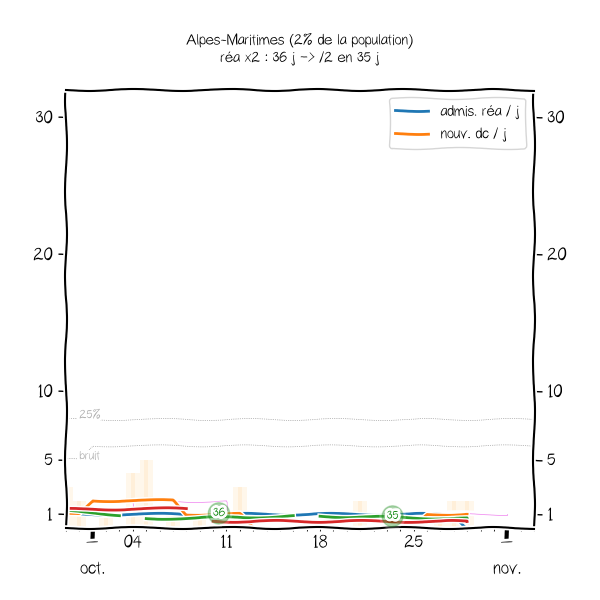 Alpes-Maritimes (2% de la population)
réa x2 : 36 j -> /2 en 35 j
admis. réa / j
nouv. dc / j
30
30
20
20
10
10
25%
5
5
bruit
1
1
36
35
04
11
18
25
oct.
nov.